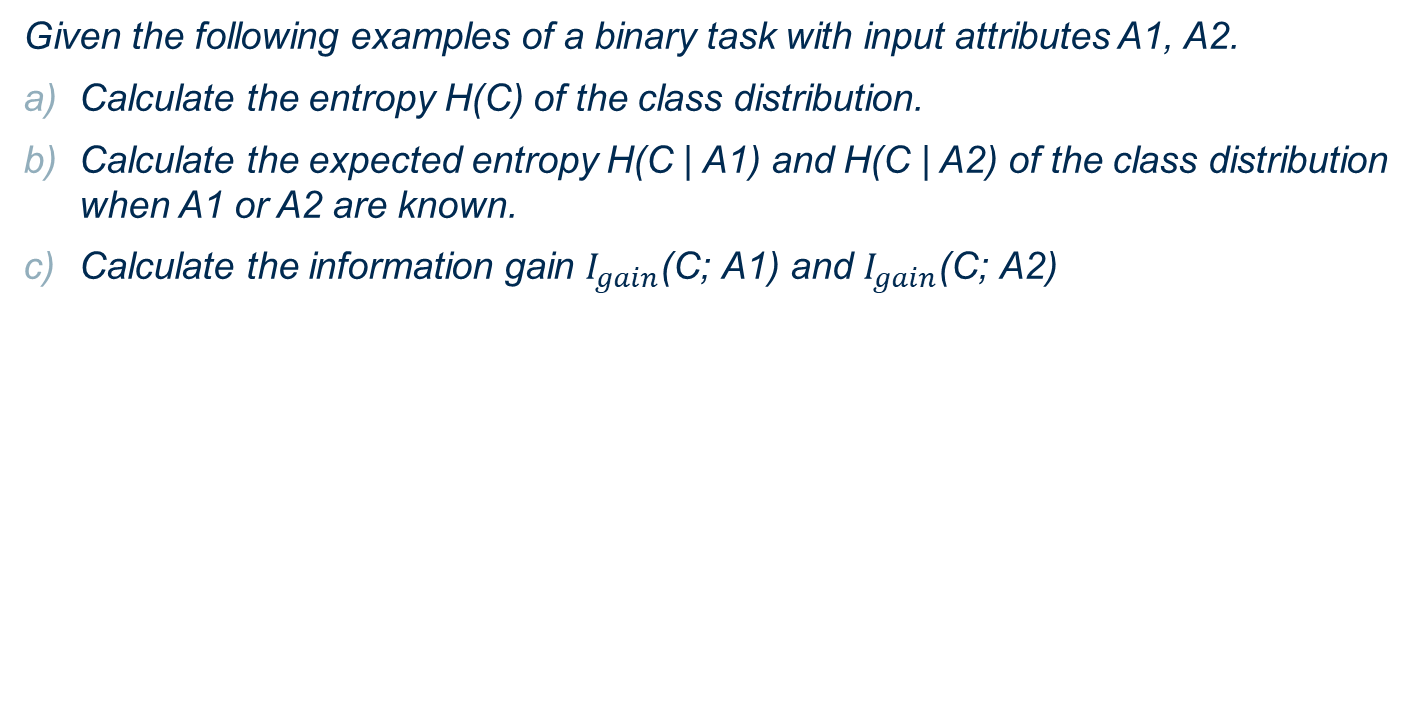 Given the following examples of a binary task with input attributes A1, A2.
a) Calculate the entropy H(C) of the class distribution.
b) Calculate the expected entropy H(C | A1) and H(C | A2) of the class distribution
when A1 or A2 are known.
c) Calculate the information gain I_gain(C; A1) and I_gain(C; A2)